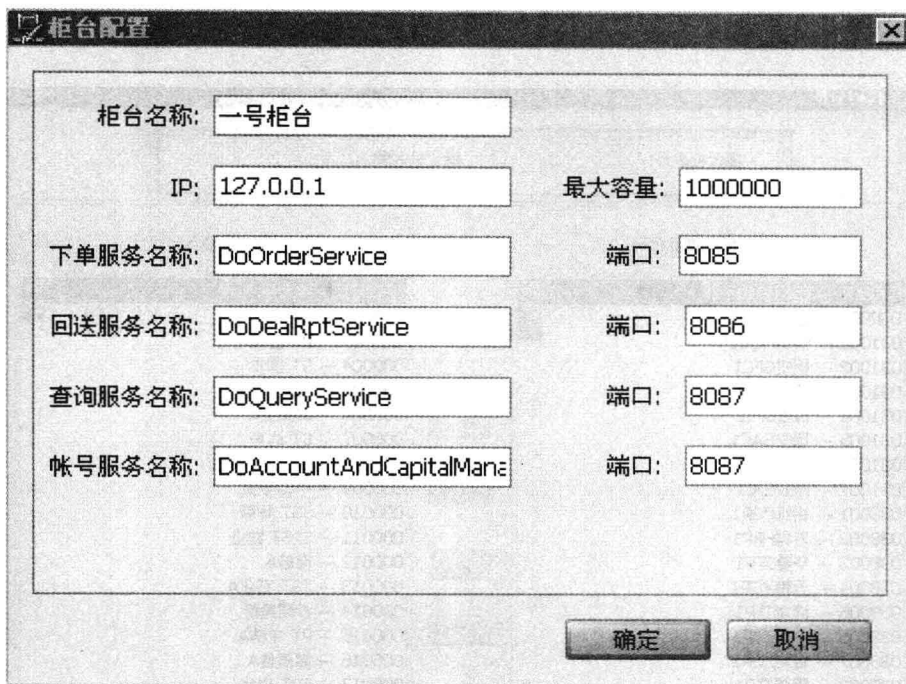 柜台配置
柜台名称: 一号柜台
IP: 127.0.0.1 最大容量: 1000000
下单服务名称: DoOrderService 端口: 8085
回送服务名称: DoDealRptService 端口: 8086
查询服务名称: DoQueryService 端口: 8087
帐号服务名称: DoAccountAndCapitalMana 端口: 8087
确定 取消